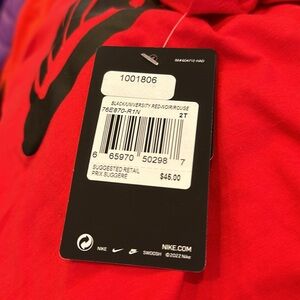 1001806
BLACK/UNIVERSITY RED/NOIR/ROUGE
76E870-R1N 2T
6 65970 50298 7
SUGGESTED RETAIL
PRIX SUGGERE $45.00
NIKE.COM
NIKE SWOOSH ©2022 Nike